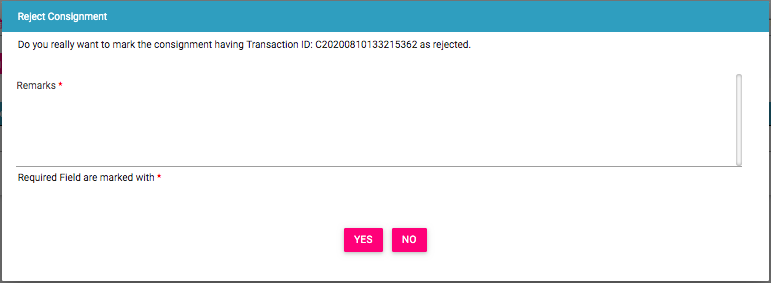 Reject Consignment
Do you really want to mark the consignment having Transaction ID: C20200810133215362 as rejected.
Remarks *
Required Field are marked with *
YES NO